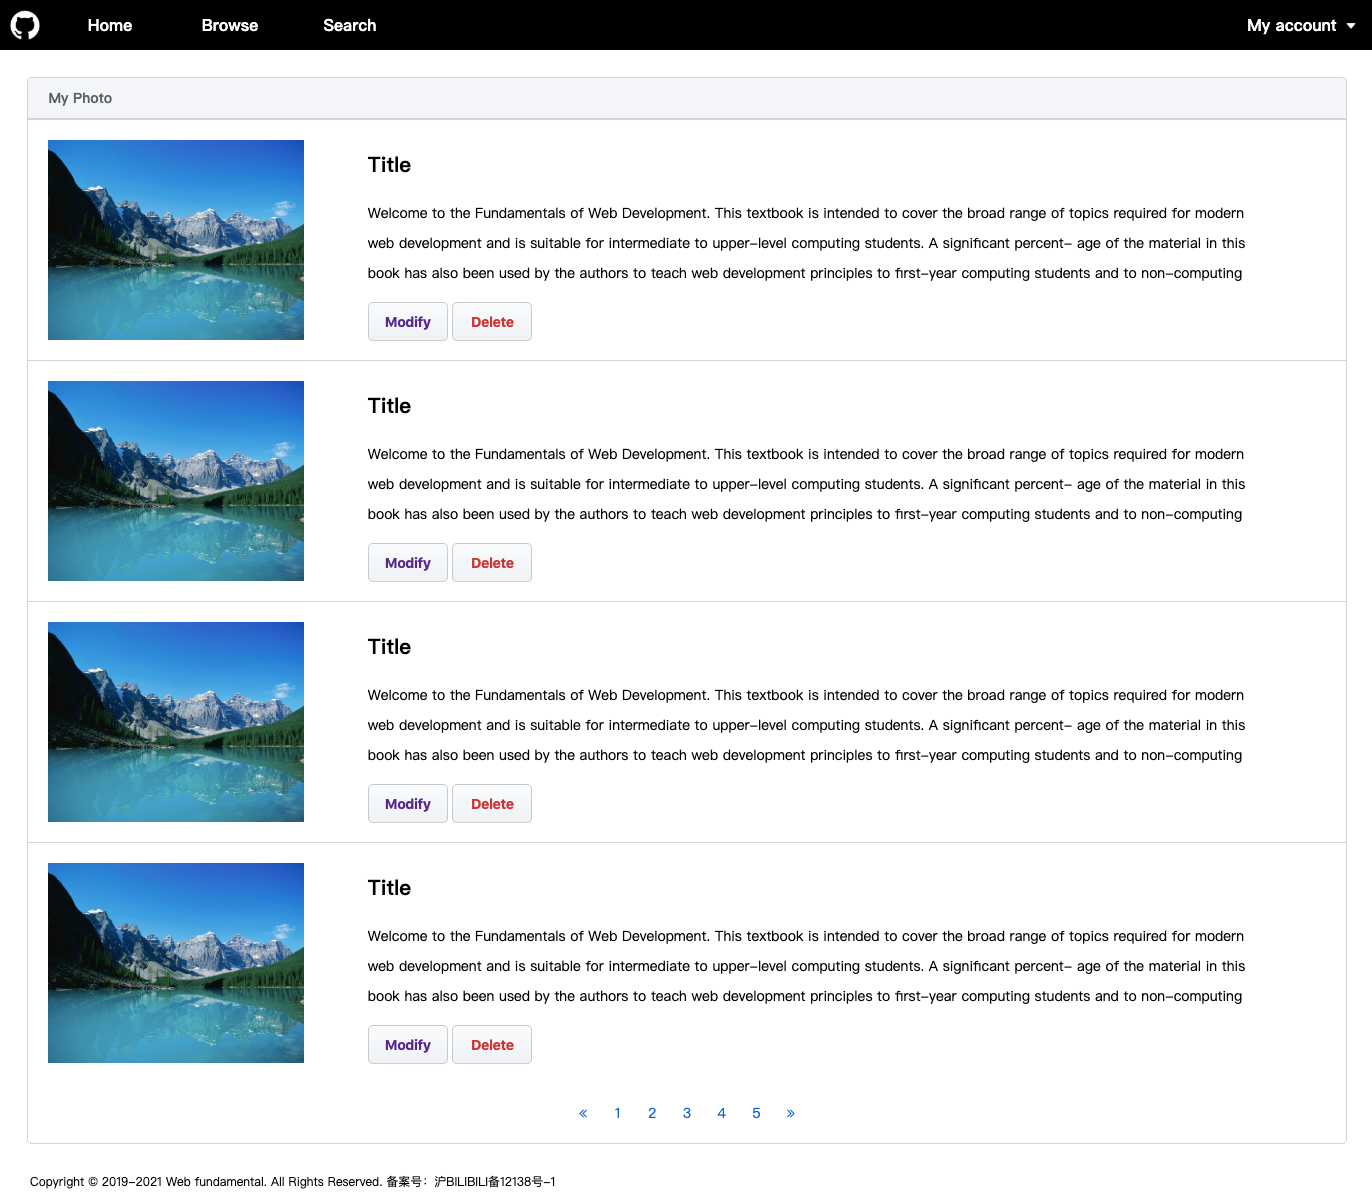 Home Browse Search My account
My Photo
Title
Welcome to the Fundamentals of Web Development. This textbook is intended to cover the broad range of topics required for modern
web development and is suitable for intermediate to upper-level computing students. A significant percent- age of the material in this
book has also been used by the authors to teach web development principles to first-year computing students and to non-computing
Modify Delete
Title
Welcome to the Fundamentals of Web Development. This textbook is intended to cover the broad range of topics required for modern
web development and is suitable for intermediate to upper-level computing students. A significant percent- age of the material in this
book has also been used by the authors to teach web development principles to first-year computing students and to non-computing
Modify Delete
Title
Welcome to the Fundamentals of Web Development. This textbook is intended to cover the broad range of topics required for modern
web development and is suitable for intermediate to upper-level computing students. A significant percent- age of the material in this
book has also been used by the authors to teach web development principles to first-year computing students and to non-computing
Modify Delete
Title
Welcome to the Fundamentals of Web Development. This textbook is intended to cover the broad range of topics required for modern
web development and is suitable for intermediate to upper-level computing students. A significant percent- age of the material in this
book has also been used by the authors to teach web development principles to first-year computing students and to non-computing
Modify Delete
« 1 2 3 4 5 »
Copyright © 2019-2021 Web fundamental. All Rights Reserved. 备案号：沪BILIBILI备12138号-1